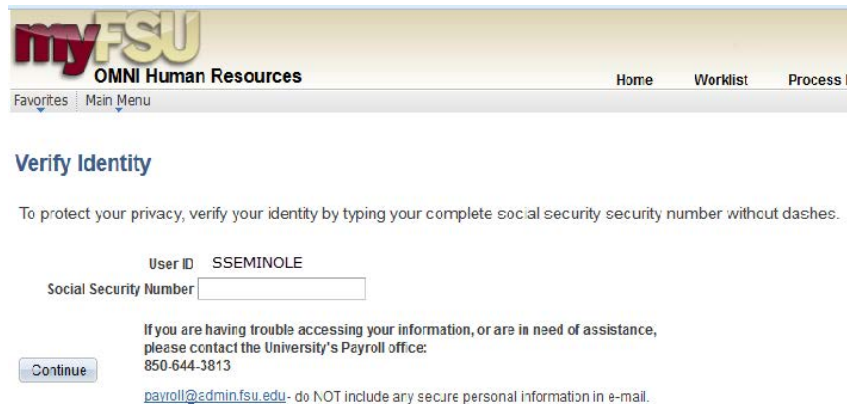 myFSU
OMNI Human Resources
Home Worklist Process
Favorites Main Menu
Verify Identity
To protect your privacy, verify your identity by typing your complete social security security number without dashes.
User ID SSEMINOLE
Social Security Number
If you are having trouble accessing your information, or are in need of assistance,
please contact the University's Payroll office:
850-644-3813
Continue
payroll@admin.fsu.edu- do NOT include any secure personal information in e-mail.